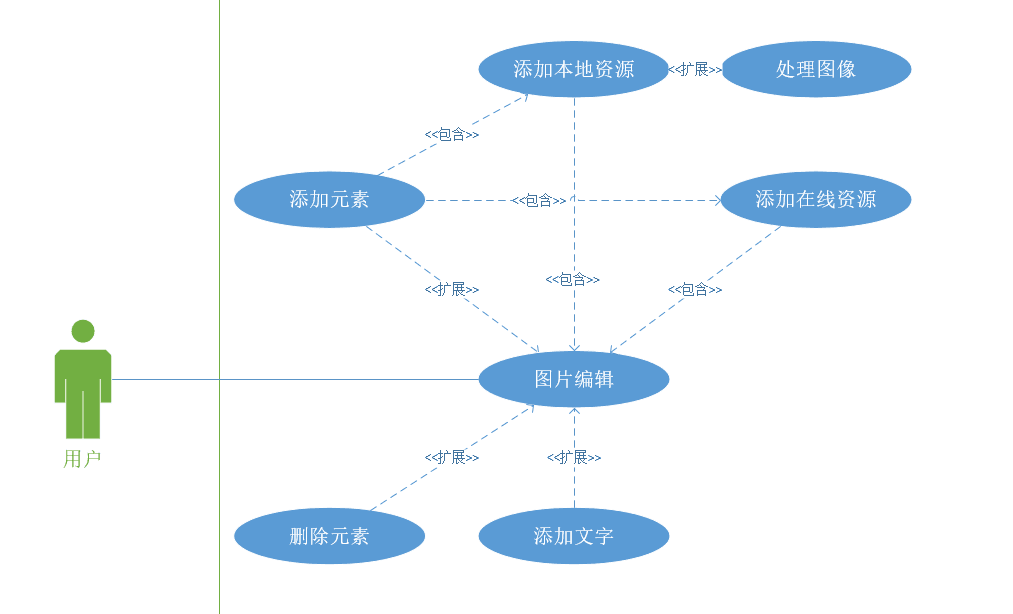 添加本地资源
<<扩展>>
处理图像
<<包含>>
添加元素
<<包含>>
添加在线资源
<<扩展>>
<<包含>>
<<包含>>
图片编辑
用户
<<扩展>>
<<扩展>>
删除元素
添加文字